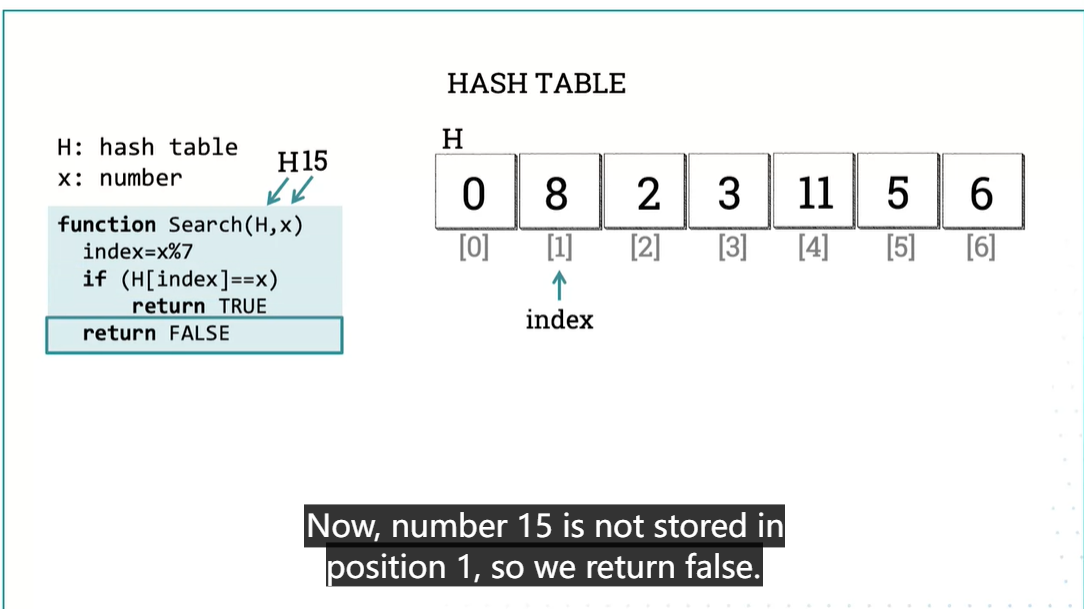 HASH TABLE
H: hash table
x: number
H 15
function Search(H,x)
index=x%7
if (H[index]==x)
return TRUE
return FALSE
H
0 8 2 3 11 5 6
[0] [1] [2] [3] [4] [5] [6]
index
Now, number 15 is not stored in
position 1, so we return false.